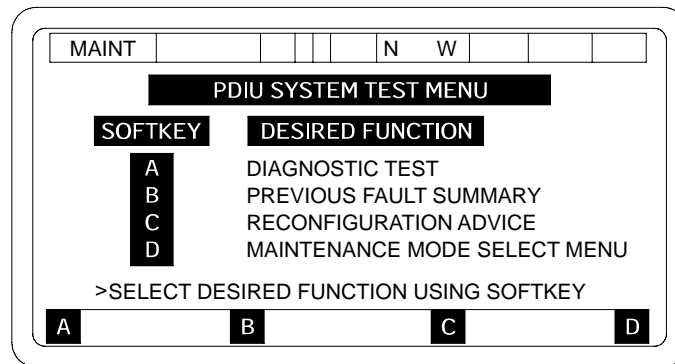 MAINT N W
PDIU SYSTEM TEST MENU
SOFTKEY DESIRED FUNCTION
A DIAGNOSTIC TEST
B PREVIOUS FAULT SUMMARY
C RECONFIGURATION ADVICE
D MAINTENANCE MODE SELECT MENU
>SELECT DESIRED FUNCTION USING SOFTKEY
A B C D